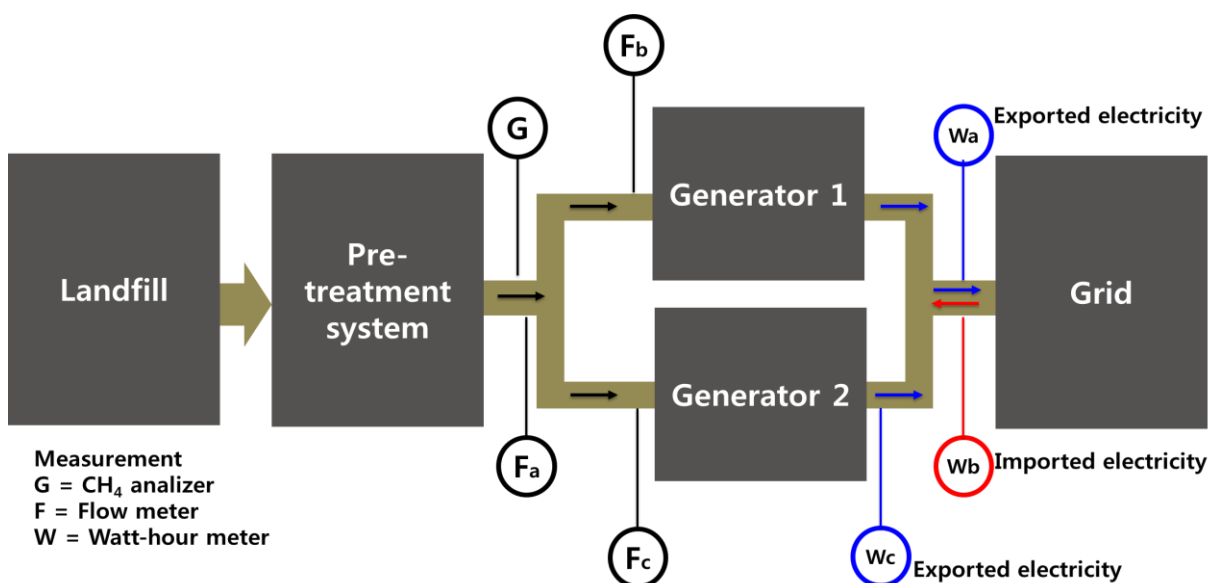 Fb
G
Wa
Exported electricity
Landfill
Pre-
treatment
system
Generator 1
Grid
Generator 2
Measurement
G = CH₄ analizer
F = Flow meter
W = Watt-hour meter
Fa
Wb
Imported electricity
Fc
Wc
Exported electricity